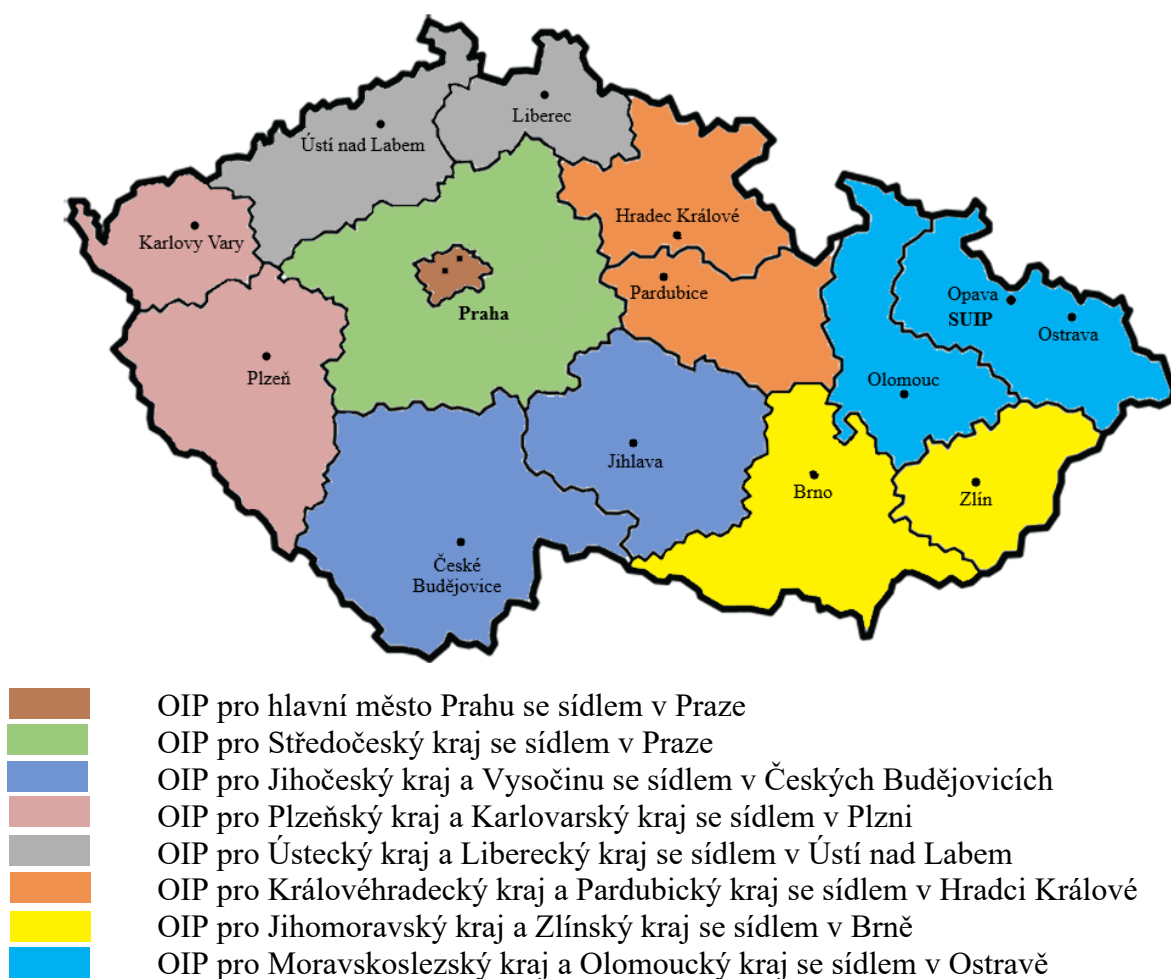 Liberec
Ústí nad Labem
Karlovy Vary
Hradec Králové
Pardubice
Praha
Opava
SUIP
Ostrava
Plzeň
Olomouc
Jihlava
Brno
Zlín
České
Budějovice
OIP pro hlavní město Prahu se sídlem v Praze
OIP pro Středočeský kraj se sídlem v Praze
OIP pro Jihočeský kraj a Vysočinu se sídlem v Českých Budějovicích
OIP pro Plzeňský kraj a Karlovarský kraj se sídlem v Plzni
OIP pro Ústecký kraj a Liberecký kraj se sídlem v Ústí nad Labem
OIP pro Královéhradecký kraj a Pardubický kraj se sídlem v Hradci Králové
OIP pro Jihomoravský kraj a Zlínský kraj se sídlem v Brně
OIP pro Moravskoslezský kraj a Olomoucký kraj se sídlem v Ostravě